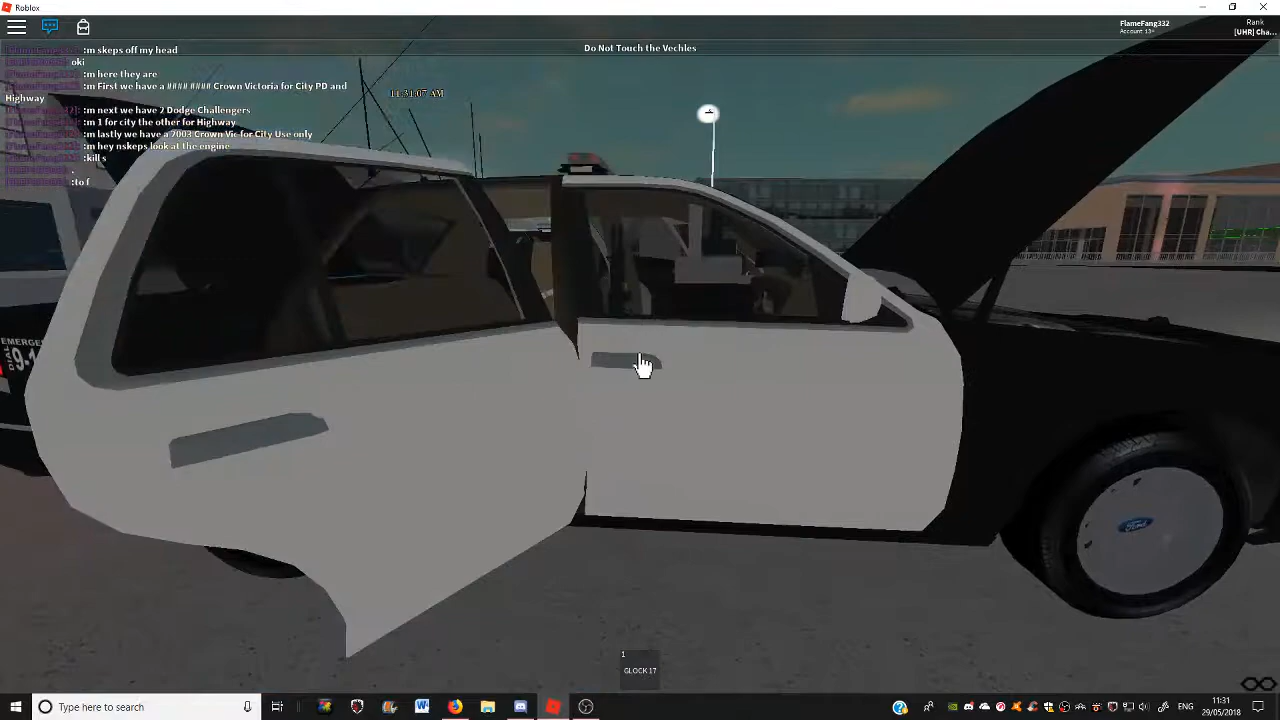 Roblox
FlameFang332
Account: 13+
Rank
[UHR] Cha...
Do Not Touch the Vechles
:m skeps off my head
oki
:m here they are
:m First we have a #### #### Crown Victoria for City PD and
Highway
:m next we have 2 Dodge Challengers
:m 1 for city the other for Highway
:m lastly we have a 2003 Crown Vic for City Use only
:m hey nskeps look at the engine
:kill s
.
:to f
11:31:07 AM
EMERGE
DIAL
9-1
Ford
1
GLOCK 17
Type here to search
ENG
11:31
29/05/2018